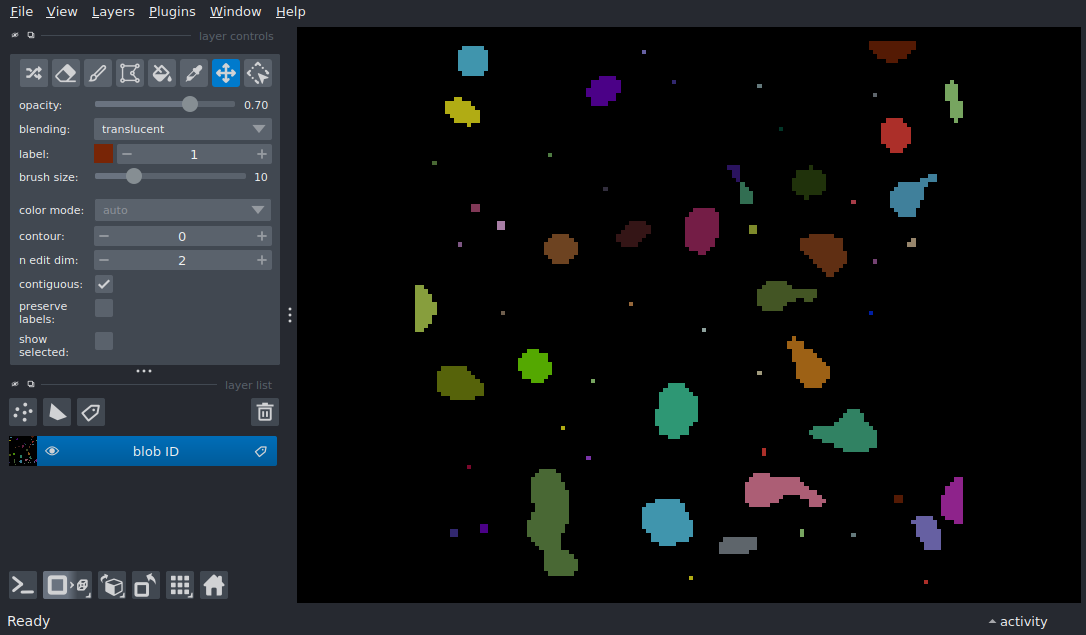 File View Layers Plugins Window Help
layer controls
opacity: 0.70
blending: translucent
label: 1
brush size: 10
color mode: auto
contour: 0
n edit dim: 2
contiguous:
preserve
labels:
show
selected:
layer list
blob ID
Ready
activity